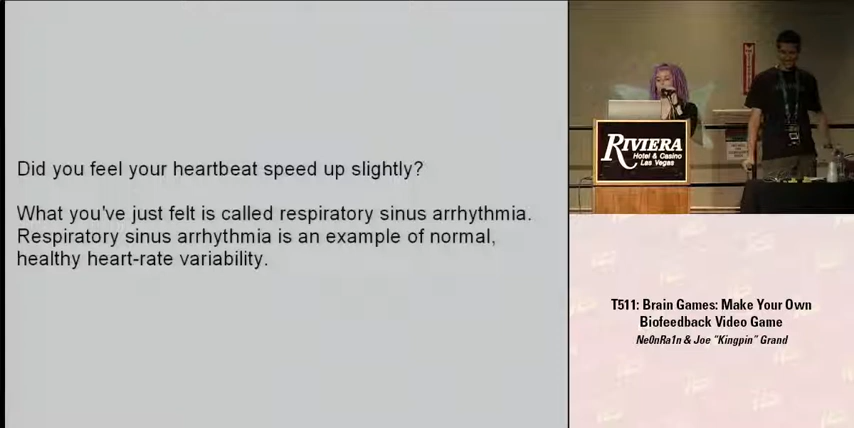 Did you feel your heartbeat speed up slightly?
What you've just felt is called respiratory sinus arrhythmia.
Respiratory sinus arrhythmia is an example of normal,
healthy heart-rate variability.
RIVIERA
Hotel & Casino
Las Vegas
T511: Brain Games: Make Your Own
Biofeedback Video Game
Ne0nRa1n & Joe "Kingpin" Grand